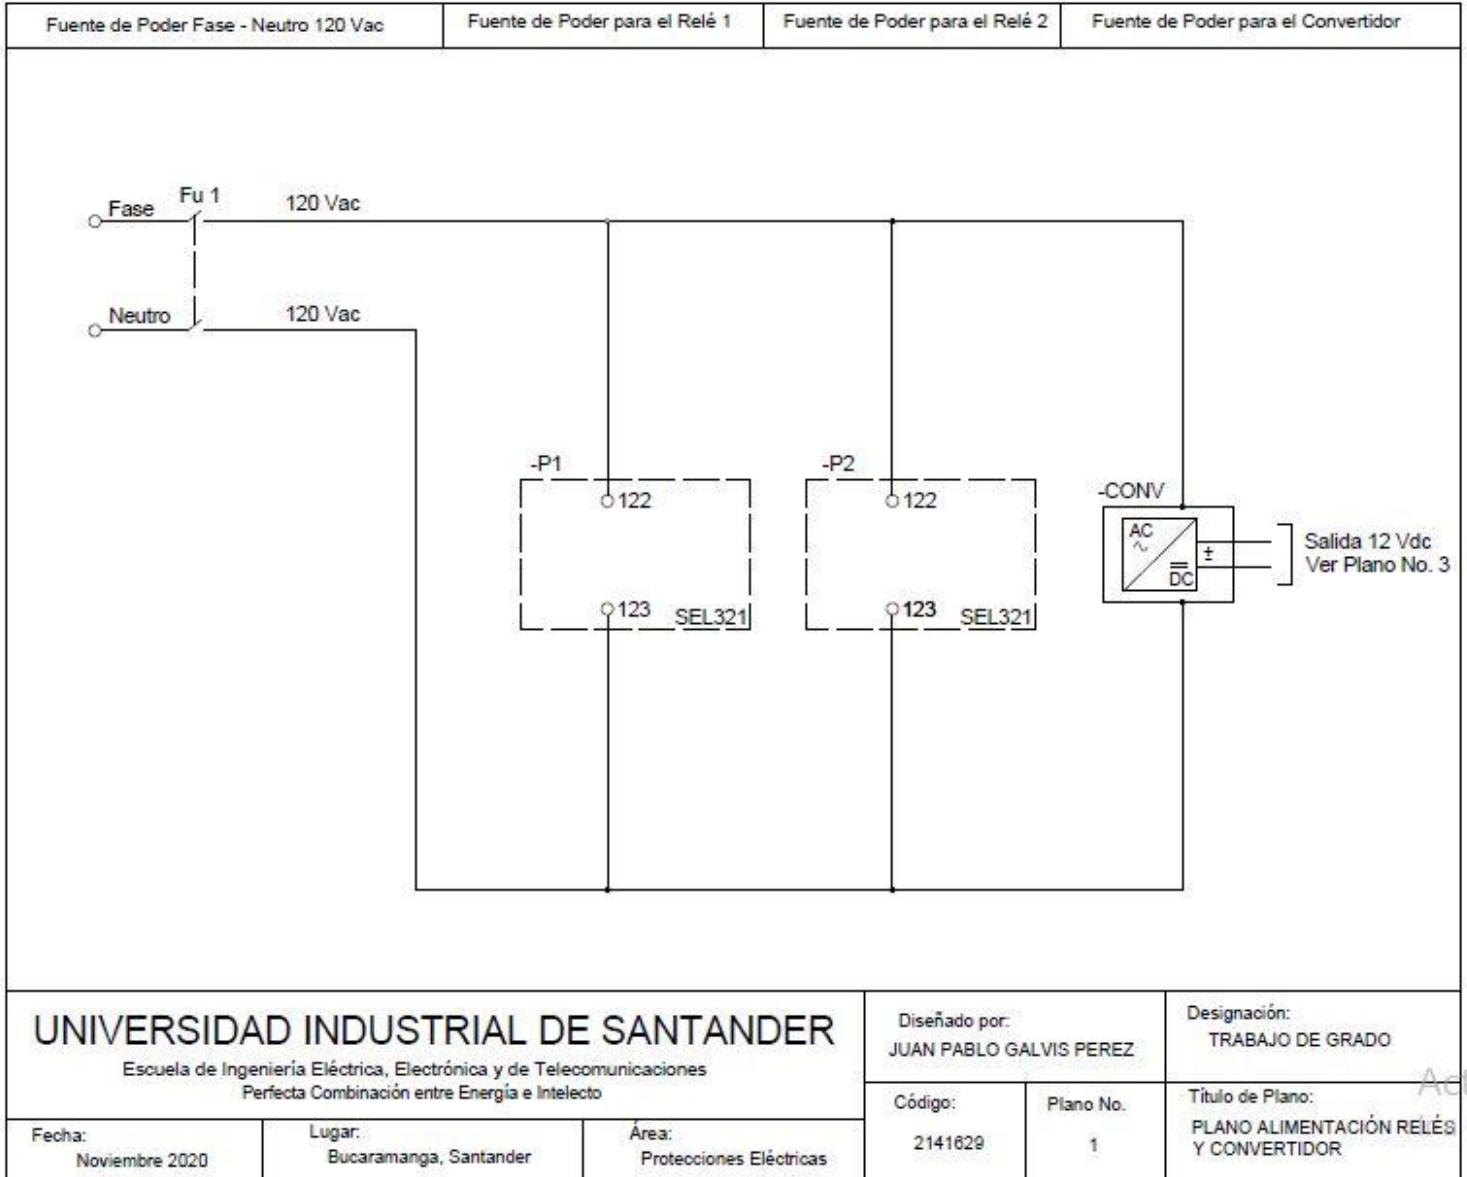 Fuente de Poder Fase - Neutro 120 Vac
Fuente de Poder para el Relé 1
Fuente de Poder para el Relé 2
Fuente de Poder para el Convertidor
Fase
Fu 1
120 Vac
Neutro
120 Vac
-P1
122
123
SEL321
-P2
122
123
SEL321
-CONV
AC
~
±
DC
Salida 12 Vdc
Ver Plano No. 3
UNIVERSIDAD INDUSTRIAL DE SANTANDER
Escuela de Ingeniería Eléctrica, Electrónica y de Telecomunicaciones
Perfecta Combinación entre Energía e Intelecto
Fecha:
Noviembre 2020
Lugar:
Bucaramanga, Santander
Área:
Protecciones Eléctricas
Diseñado por:
JUAN PABLO GALVIS PEREZ
Código:
2141629
Plano No.
1
Designación:
TRABAJO DE GRADO
Título de Plano:
PLANO ALIMENTACIÓN RELÉS
Y CONVERTIDOR
Act